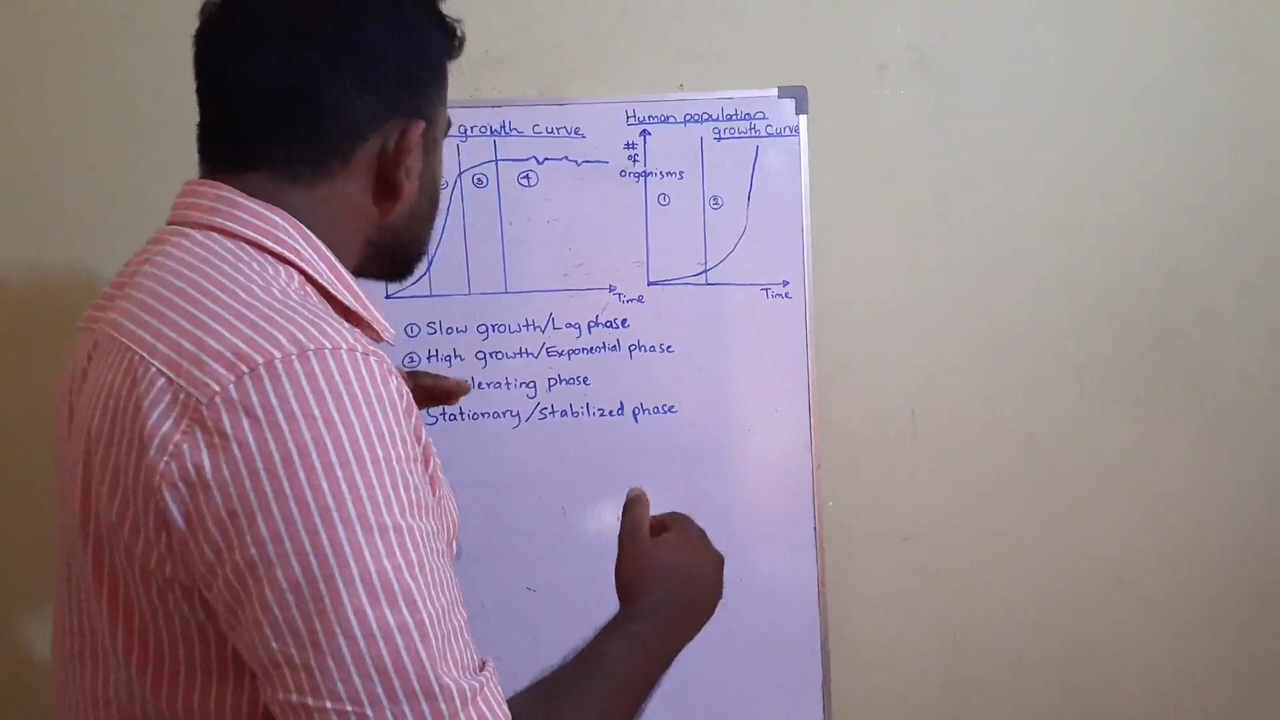 growth curve
③
④
Time
Human population
growth curve
#
of
organisms
①
②
Time
① Slow growth/Lag phase
② High growth/Exponential phase
phase
Stationary/Stabilized phase